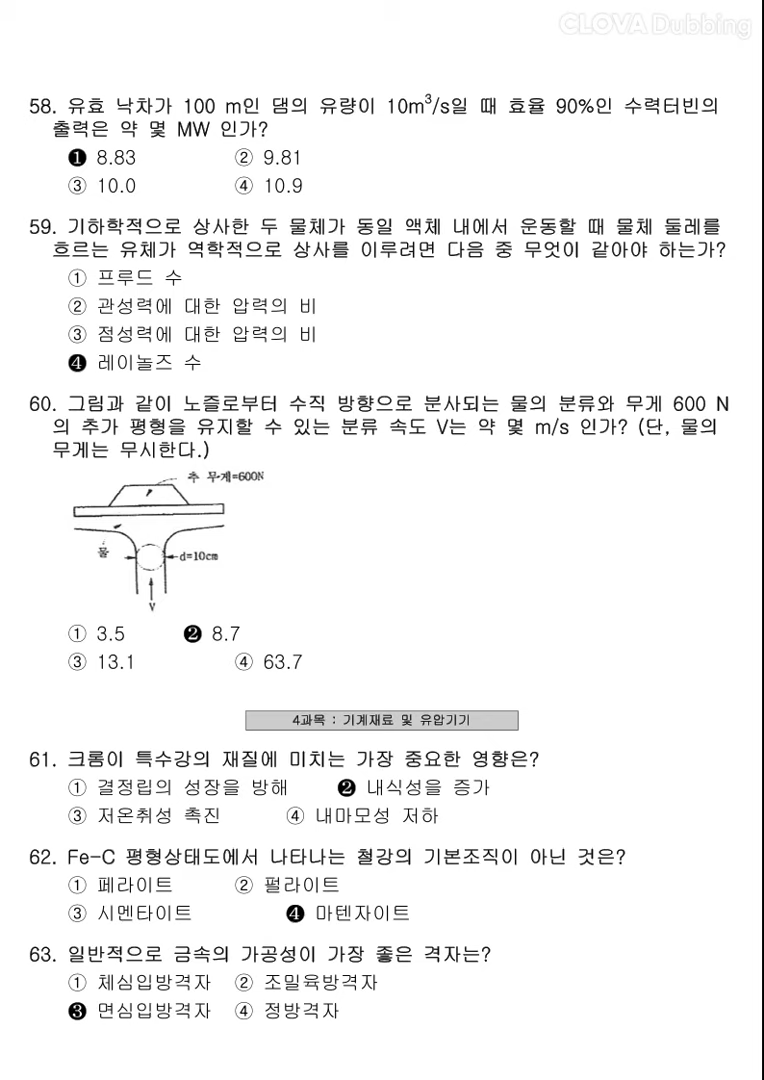 CLOVA Dubbing
58. 유효 낙차가 100 m인 댐의 유량이 10m³/s일 때 효율 90%인 수력터빈의
출력은 약 몇 MW 인가?
❶ 8.83 ② 9.81
③ 10.0 ④ 10.9
59. 기하학적으로 상사한 두 물체가 동일 액체 내에서 운동할 때 물체 둘레를
흐르는 유체가 역학적으로 상사를 이루려면 다음 중 무엇이 같아야 하는가?
① 프루드 수
② 관성력에 대한 압력의 비
③ 점성력에 대한 압력의 비
❹ 레이놀즈 수
60. 그림과 같이 노즐로부터 수직 방향으로 분사되는 물의 분류와 무게 600 N
의 추가 평형을 유지할 수 있는 분류 속도 V는 약 몇 m/s 인가? (단, 물의
무게는 무시한다.)
추 무게=600N
물
d=10cm
V
① 3.5 ❷ 8.7
③ 13.1 ④ 63.7
4과목 : 기계재료 및 유압기기
61. 크롬이 특수강의 재질에 미치는 가장 중요한 영향은?
① 결정립의 성장을 방해 ❷ 내식성을 증가
③ 저온취성 촉진 ④ 내마모성 저하
62. Fe-C 평형상태도에서 나타나는 철강의 기본조직이 아닌 것은?
① 페라이트 ② 펄라이트
③ 시멘타이트 ❹ 마텐자이트
63. 일반적으로 금속의 가공성이 가장 좋은 격자는?
① 체심입방격자 ② 조밀육방격자
❸ 면심입방격자 ④ 정방격자